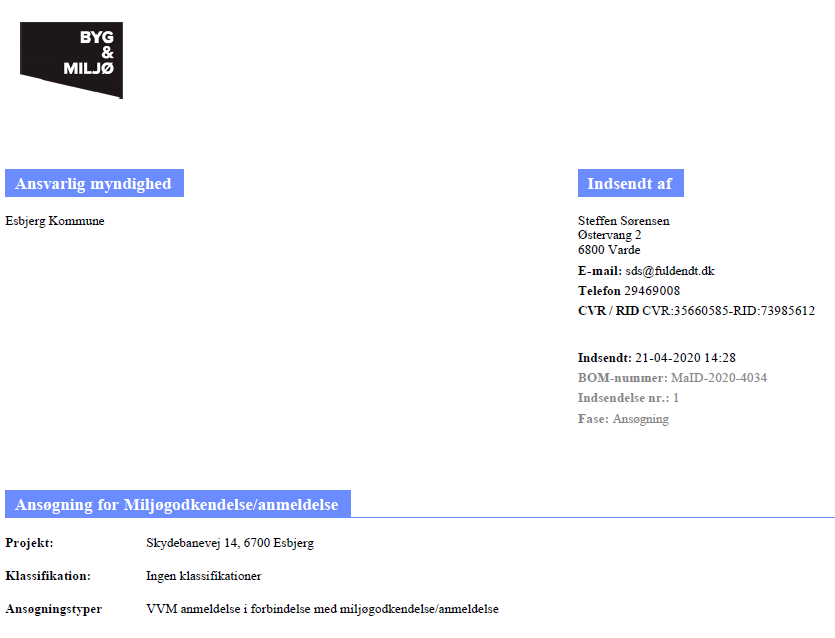 BYG
&
MILJØ
Ansvarlig myndighed
Esbjerg Kommune
Indsendt af
Steffen Sørensen
Østervang 2
6800 Varde
E-mail: sds@fuldendt.dk
Telefon 29469008
CVR / RID CVR:35660585-RID:73985612
Indsendt: 21-04-2020 14:28
BOM-nummer: MaID-2020-4034
Indsendelse nr.: 1
Fase: Ansøgning
Ansøgning for Miljøgodkendelse/anmeldelse
Projekt: Skydebanevej 14, 6700 Esbjerg
Klassifikation: Ingen klassifikationer
Ansøgningstyper VVM anmeldelse i forbindelse med miljøgodkendelse/anmeldelse